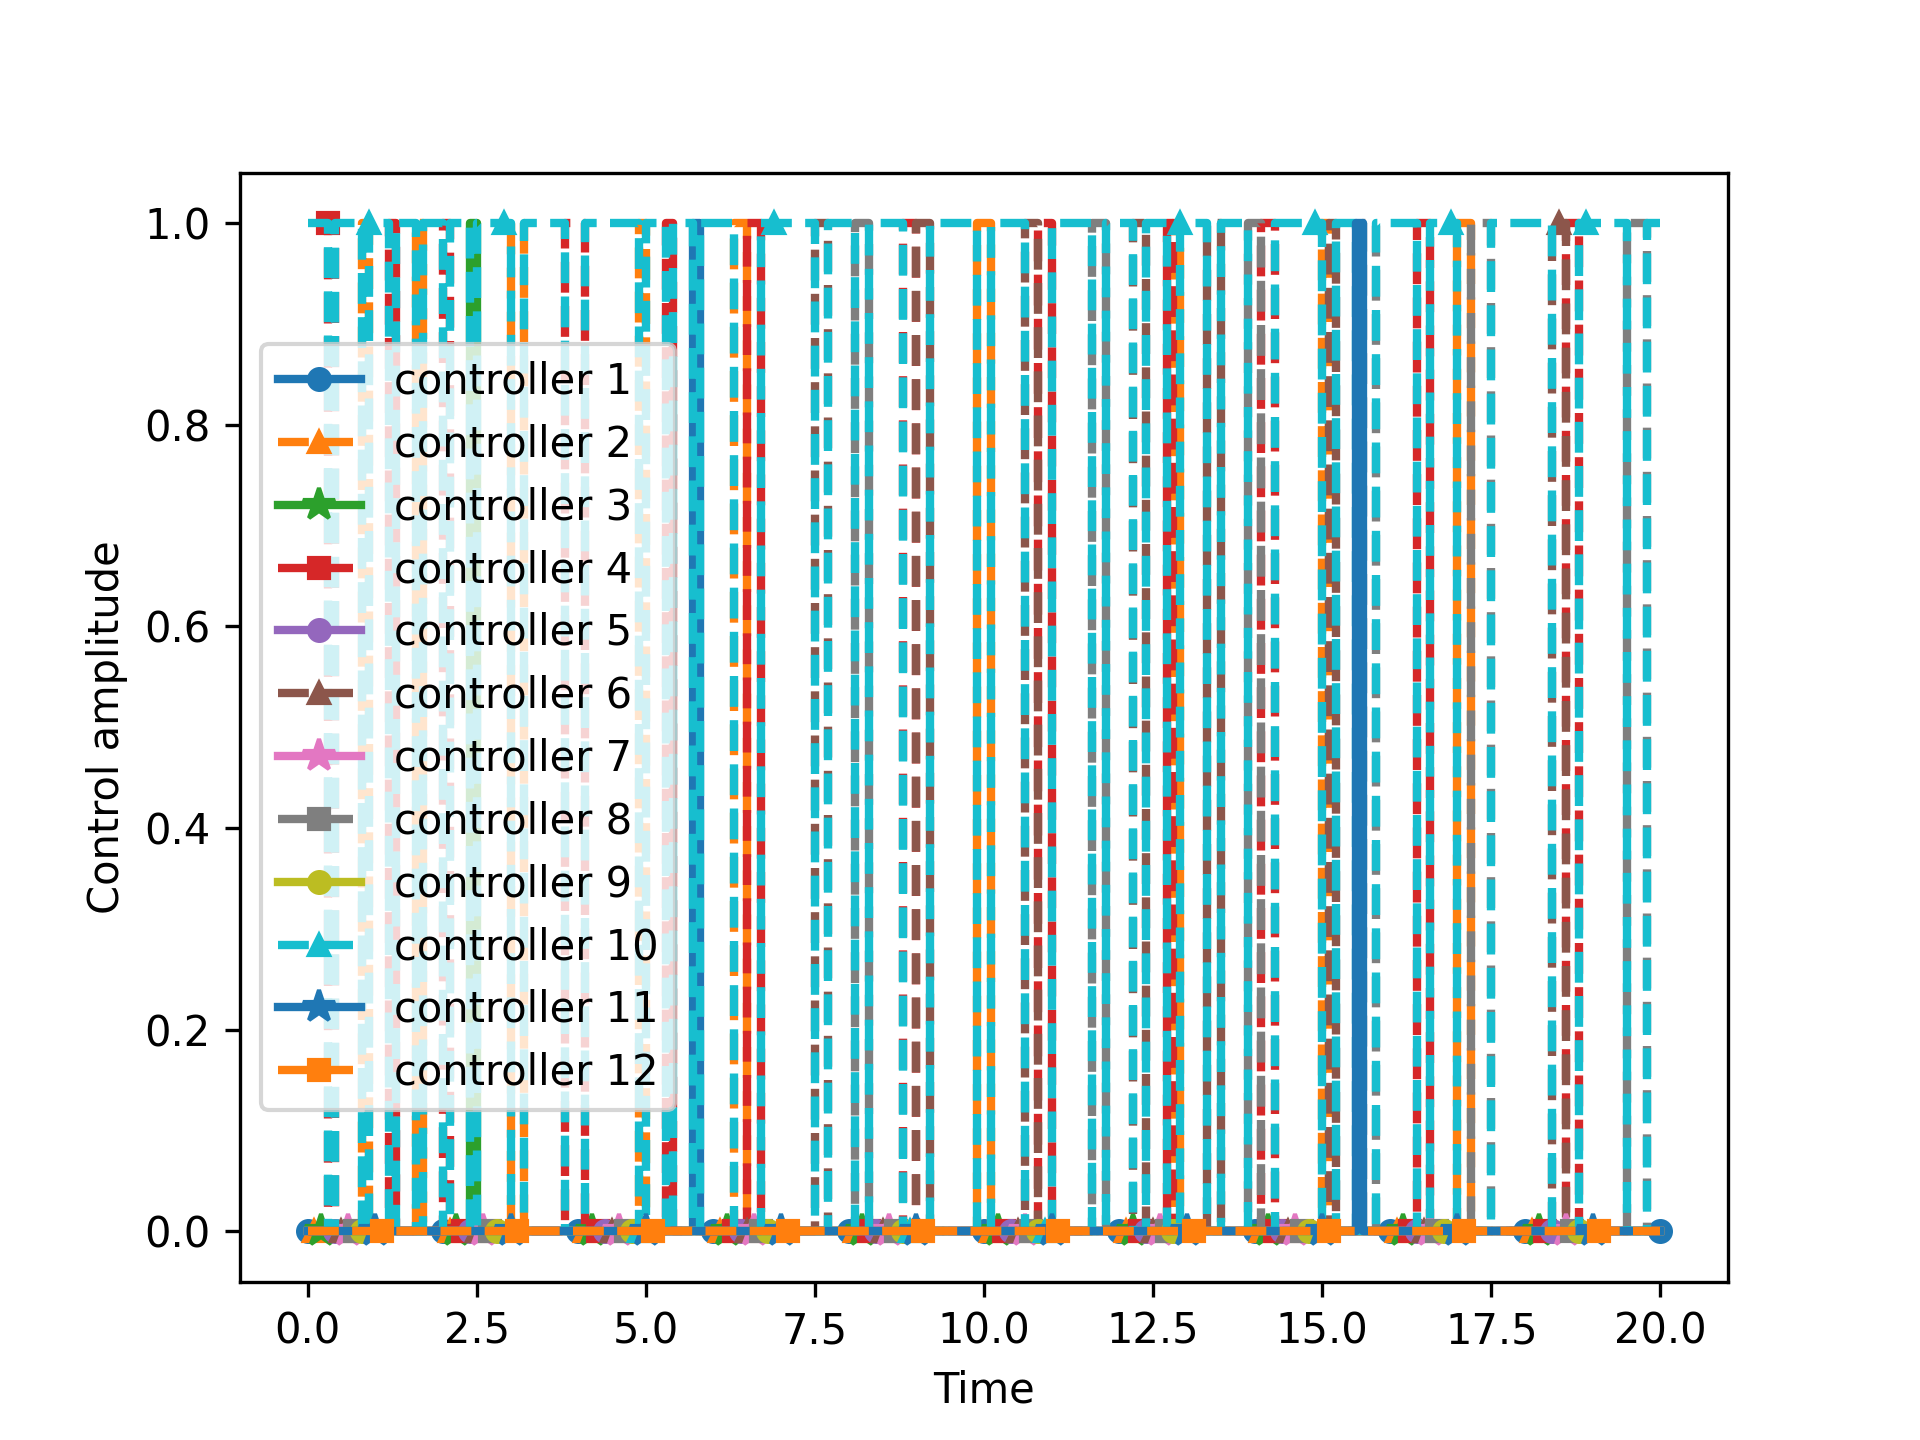 1.0
0.8
0.6
0.4
0.2
0.0
Control amplitude
controller 1
controller 2
controller 3
controller 4
controller 5
controller 6
controller 7
controller 8
controller 9
controller 10
controller 11
controller 12
0.0 2.5 5.0 7.5 10.0 12.5 15.0 17.5 20.0
Time